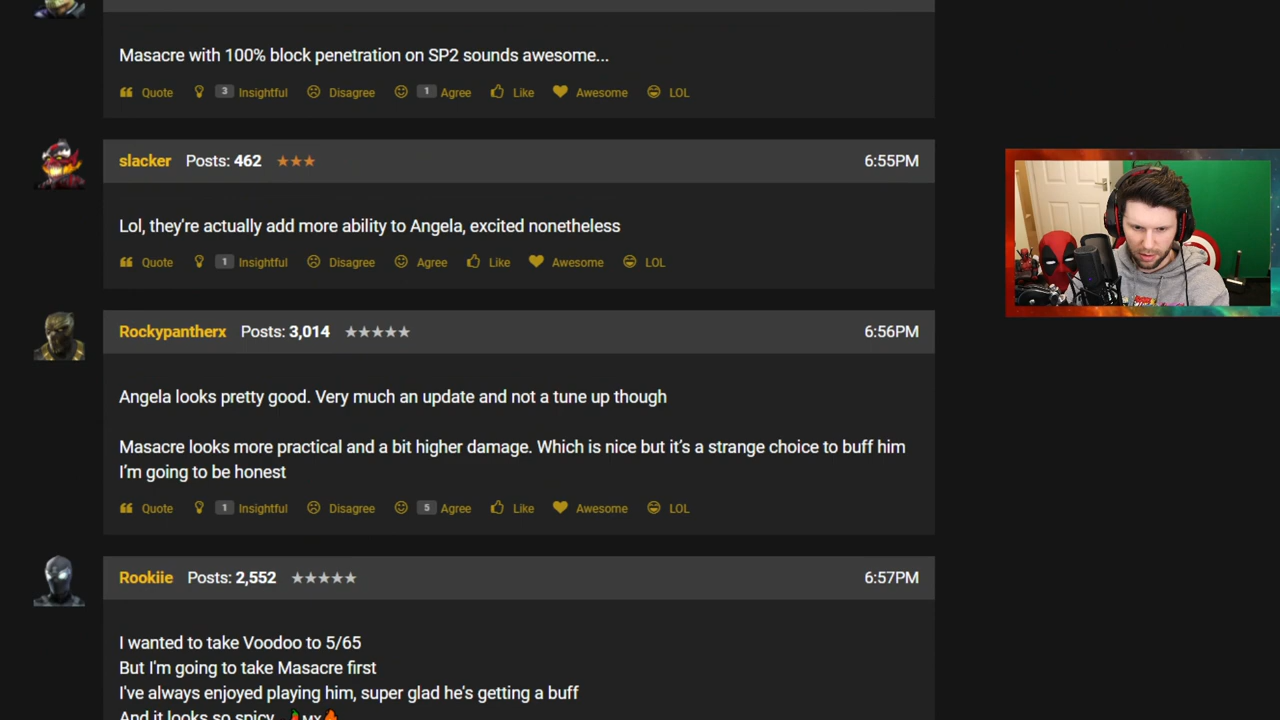 Masacre with 100% block penetration on SP2 sounds awesome...
Quote 3 Insightful Disagree 1 Agree Like Awesome LOL
slacker Posts: 462 6:55PM
Lol, they're actually add more ability to Angela, excited nonetheless
Quote 1 Insightful Disagree Agree Like Awesome LOL
Rockypantherx Posts: 3,014 6:56PM
Angela looks pretty good. Very much an update and not a tune up though
Masacre looks more practical and a bit higher damage. Which is nice but it's a strange choice to buff him
I'm going to be honest
Quote 1 Insightful Disagree 5 Agree Like Awesome LOL
Rookiie Posts: 2,552 6:57PM
I wanted to take Voodoo to 5/65
But I'm going to take Masacre first
I've always enjoyed playing him, super glad he's getting a buff
And it looks so spicy MX